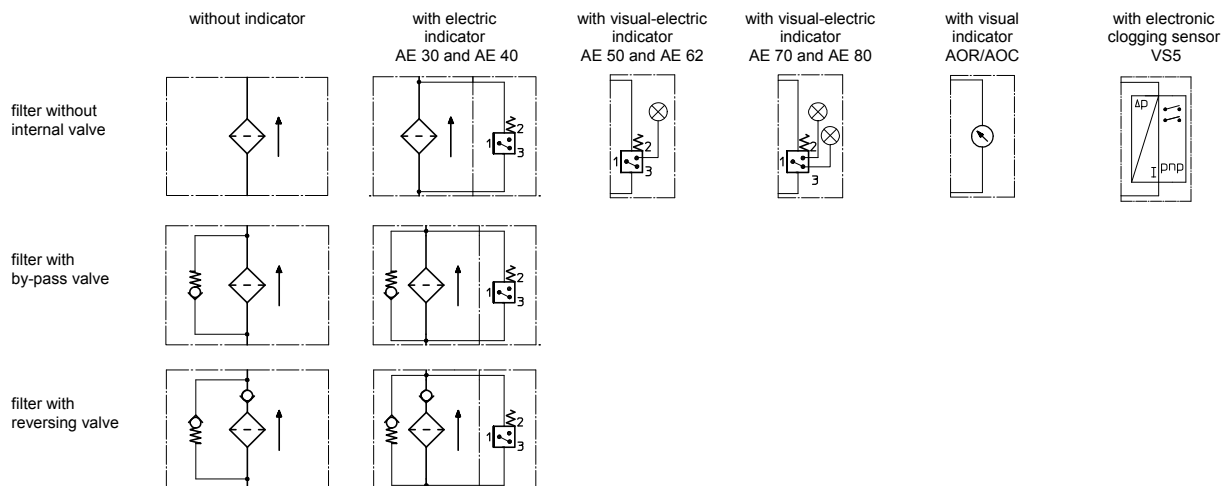 without indicator
with electric
indicator
AE 30 and AE 40
with visual-electric
indicator
AE 50 and AE 62
with visual-electric
indicator
AE 70 and AE 80
with visual
indicator
AOR/AOC
with electronic
clogging sensor
VS5
filter without
internal valve
1 2
3
1 2
3
1 2
3
Δp
I pnp
filter with
by-pass valve
1 2
3
filter with
reversing valve
1 2
3